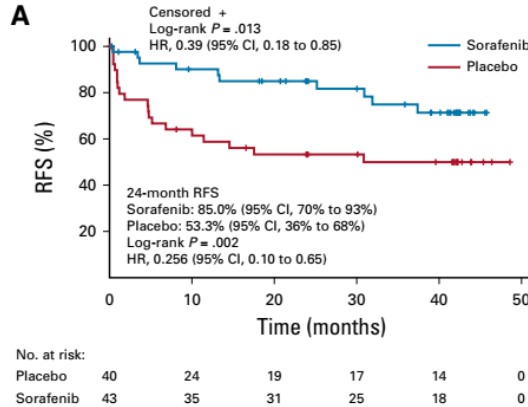 A
Censored +
Log-rank P = .013
HR, 0.39 (95% CI, 0.18 to 0.85)
Sorafenib
Placebo
100
80
60
40
20
RFS (%)
24-month RFS
Sorafenib: 85.0% (95% CI, 70% to 93%)
Placebo: 53.3% (95% CI, 36% to 68%)
Log-rank P = .002
HR, 0.256 (95% CI, 0.10 to 0.65)
0 10 20 30 40 50
Time (months)
No. at risk:
Placebo 40 24 19 17 14 0
Sorafenib 43 35 31 25 18 0